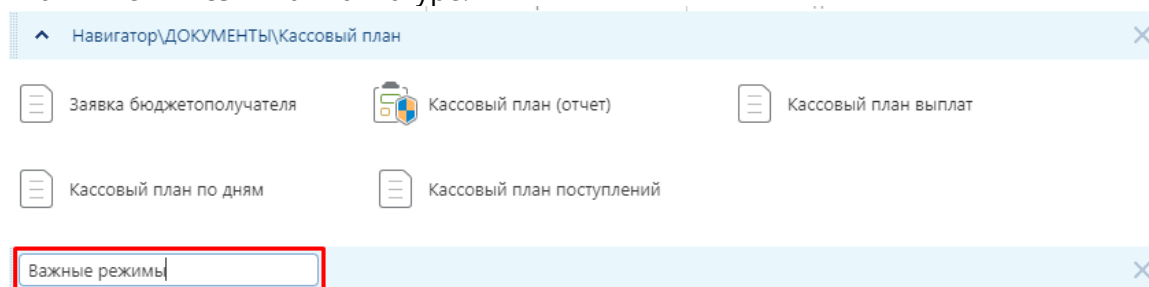 Навигатор\ДОКУМЕНТЫ\Кассовый план
Заявка бюджетополучателя
Кассовый план (отчет)
Кассовый план выплат
Кассовый план по дням
Кассовый план поступлений
Важные режимы